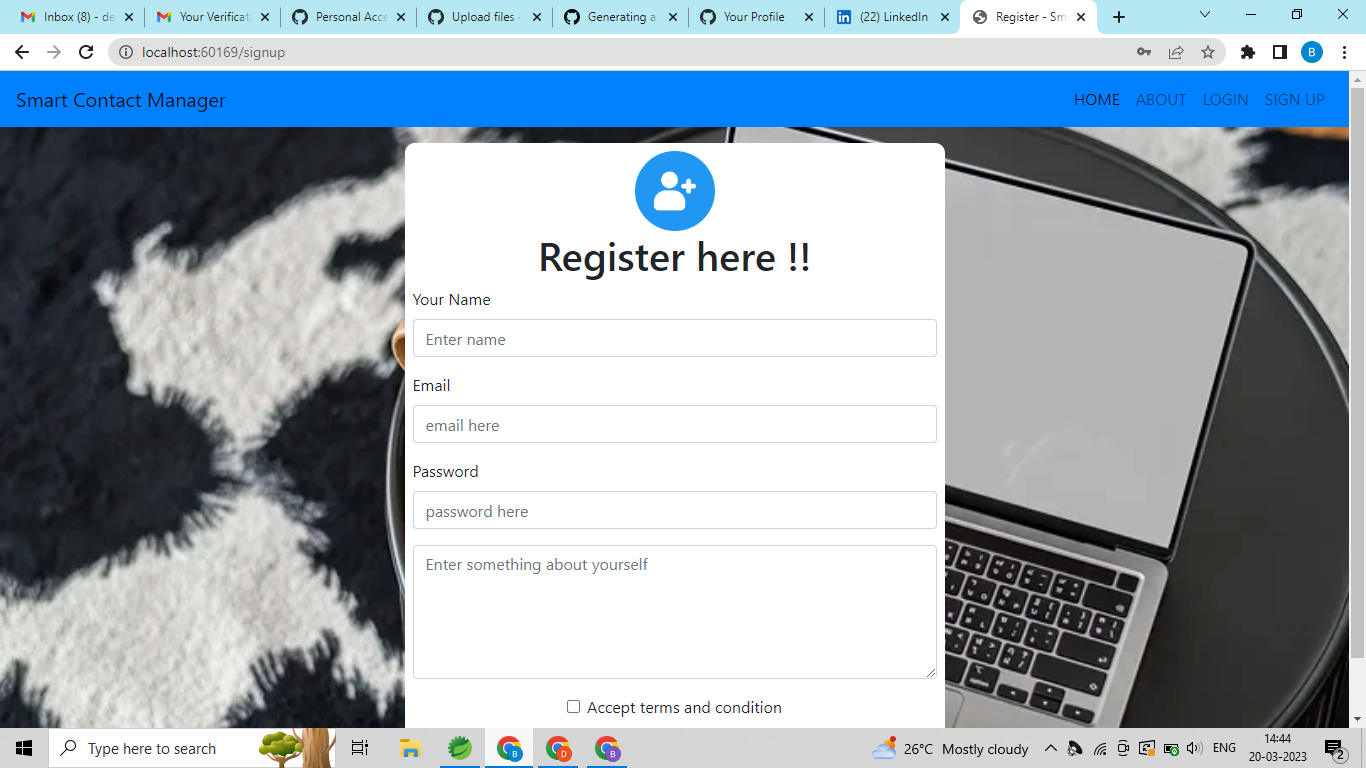 Inbox (8) - de
Your Verificat
Personal Acce
Upload files ·
Generating a
Your Profile
(22) LinkedIn
Register - Sm
localhost:60169/signup
B
Smart Contact Manager
HOME ABOUT LOGIN SIGN UP
Register here !!
Your Name
Enter name
Email
email here
Password
password here
Enter something about yourself
Accept terms and condition
Type here to search
B
D
B
26°C Mostly cloudy
ENG
14:44
20-03-2023
2